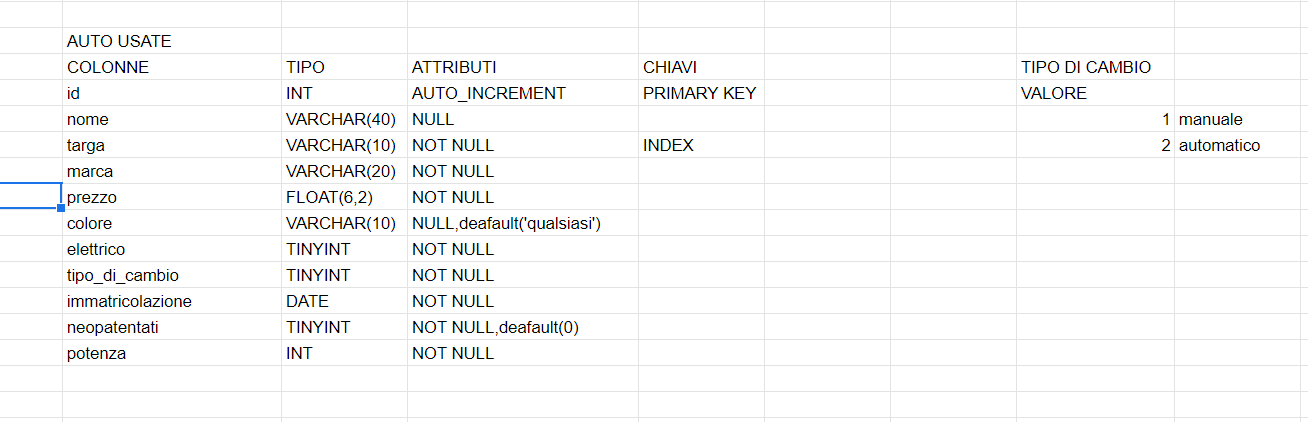 AUTO USATE
COLONNE TIPO ATTRIBUTI CHIAVI TIPO DI CAMBIO
id INT AUTO_INCREMENT PRIMARY KEY VALORE
nome VARCHAR(40) NULL 1 manuale
targa VARCHAR(10) NOT NULL INDEX 2 automatico
marca VARCHAR(20) NOT NULL
prezzo FLOAT(6,2) NOT NULL
colore VARCHAR(10) NULL,deafault('qualsiasi')
elettrico TINYINT NOT NULL
tipo_di_cambio TINYINT NOT NULL
immatricolazione DATE NOT NULL
neopatentati TINYINT NOT NULL,deafault(0)
potenza INT NOT NULL